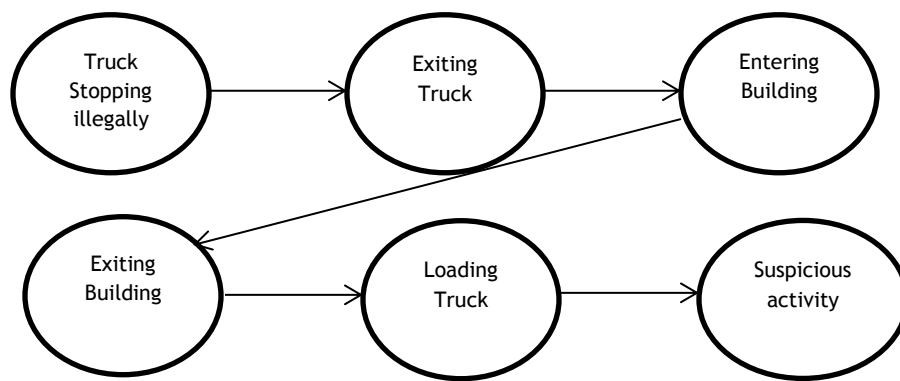 Truck
Stopping
illegally
Exiting
Truck
Entering
Building
Exiting
Building
Loading
Truck
Suspicious
activity